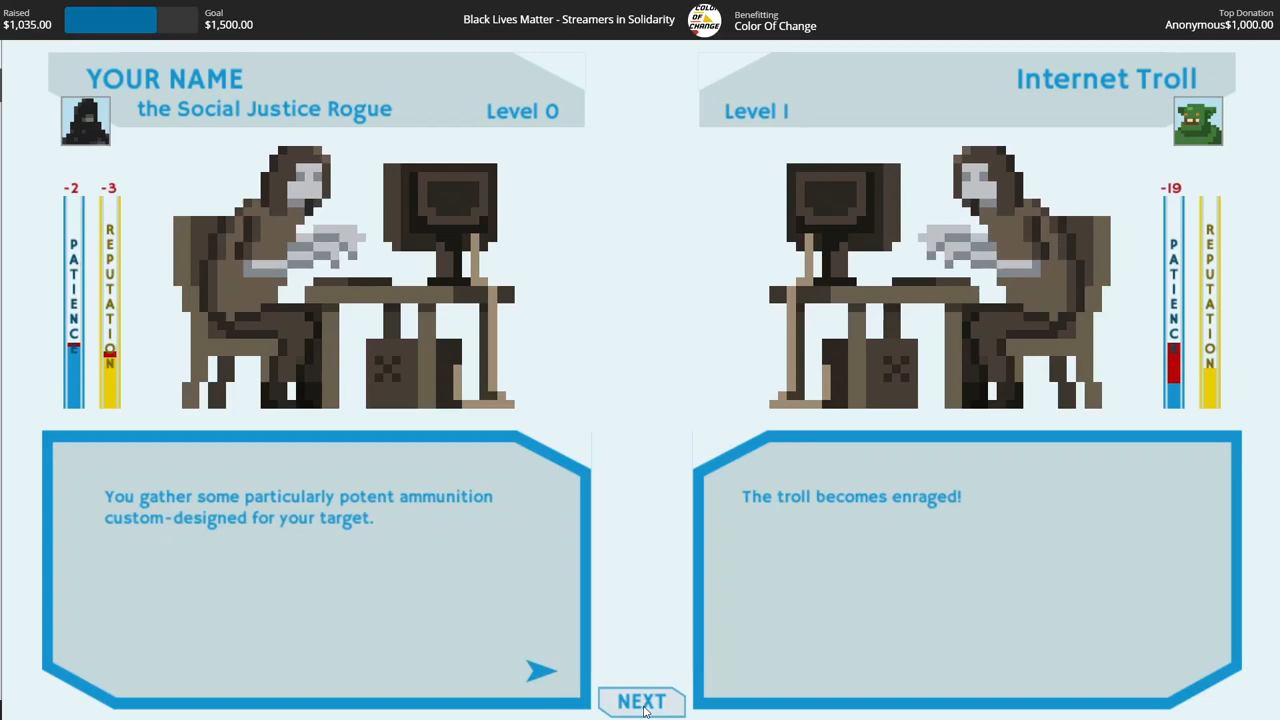 Raised
$1,035.00
Goal
$1,500.00
Black Lives Matter - Streamers in Solidarity
COLOR
OF
CHANGE
Benefitting
Color Of Change
Top Donation
Anonymous$1,000.00
YOUR NAME
the Social Justice Rogue
Level 0
Internet Troll
Level 1
-2
-3
PATIENCE
REPUTATION
-19
PATIENCE
REPUTATION
You gather some particularly potent ammunition
custom-designed for your target.
The troll becomes enraged!
NEXT